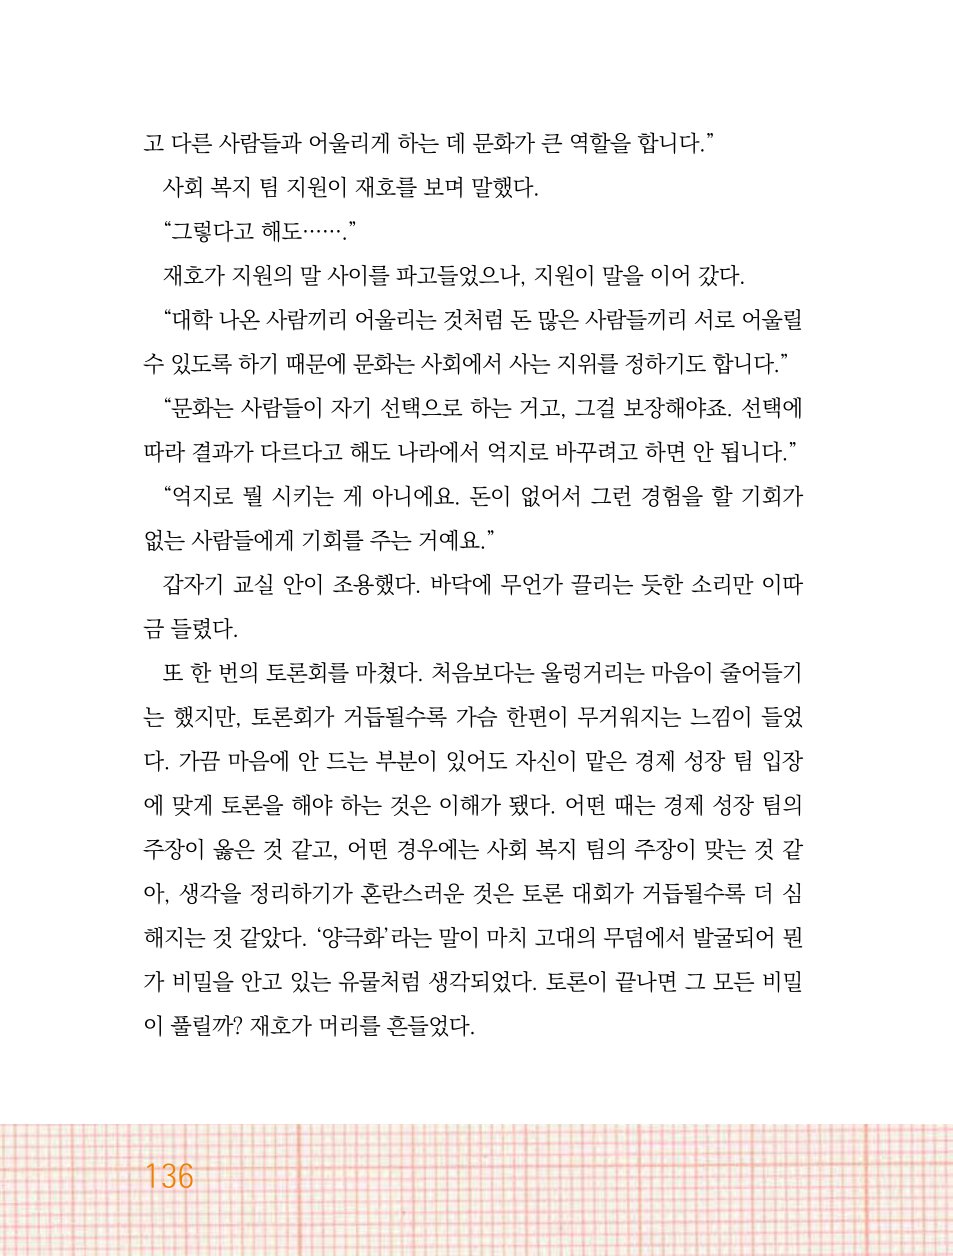 고 다른 사람들과 어울리게 하는 데 문화가 큰 역할을 합니다.”
사회 복지 팀 지원이 재호를 보며 말했다.
“그렇다고 해도…….”
재호가 지원의 말 사이를 파고들었으나, 지원이 말을 이어 갔다.
“대학 나온 사람끼리 어울리는 것처럼 돈 많은 사람들끼리 서로 어울릴
수 있도록 하기 때문에 문화는 사회에서 사는 지위를 정하기도 합니다.”
“문화는 사람들이 자기 선택으로 하는 거고, 그걸 보장해야죠. 선택에
따라 결과가 다르다고 해도 나라에서 억지로 바꾸려고 하면 안 됩니다.”
“억지로 뭘 시키는 게 아니에요. 돈이 없어서 그런 경험을 할 기회가
없는 사람들에게 기회를 주는 거예요.”
갑자기 교실 안이 조용했다. 바닥에 무언가 끌리는 듯한 소리만 이따
금 들렸다.
또 한 번의 토론회를 마쳤다. 처음보다는 울렁거리는 마음이 줄어들기
는 했지만, 토론회가 거듭될수록 가슴 한편이 무거워지는 느낌이 들었
다. 가끔 마음에 안 드는 부분이 있어도 자신이 맡은 경제 성장 팀 입장
에 맞게 토론을 해야 하는 것은 이해가 됐다. 어떤 때는 경제 성장 팀의
주장이 옳은 것 같고, 어떤 경우에는 사회 복지 팀의 주장이 맞는 것 같
아, 생각을 정리하기가 혼란스러운 것은 토론 대회가 거듭될수록 더 심
해지는 것 같았다. ‘양극화’라는 말이 마치 고대의 무덤에서 발굴되어 뭔
가 비밀을 안고 있는 유물처럼 생각되었다. 토론이 끝나면 그 모든 비밀
이 풀릴까? 재호가 머리를 흔들었다.
136